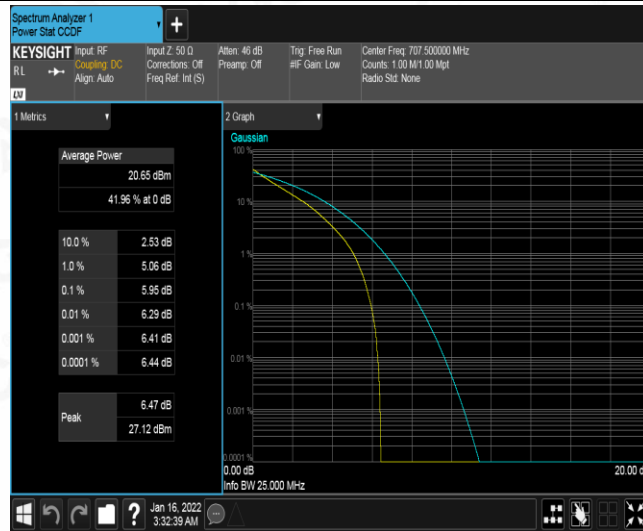 Spectrum Analyzer 1
Power Stat CCDF
KEYSIGHT
RL
LXI
Input: RF
Coupling: DC
Align: Auto
Input Z: 50 Ω
Corrections: Off
Freq Ref: Int (S)
Atten: 46 dB
Preamp: Off
Trig: Free Run
#IF Gain: Low
Center Freq: 707.500000 MHz
Counts: 1.00 M/1.00 Mpt
Radio Std: None
1 Metrics
Average Power
20.65 dBm
41.96 % at 0 dB
10.0 % 2.53 dB
1.0 % 5.06 dB
0.1 % 5.95 dB
0.01 % 6.29 dB
0.001 % 6.41 dB
0.0001 % 6.44 dB
Peak
6.47 dB
27.12 dBm
2 Graph
Gaussian
100 %
10 %
1 %
0.1 %
0.01 %
0.001 %
0.0001 %
0.00 dB
20.00 d
Info BW 25.000 MHz
Jan 16, 2022
3:32:39 AM